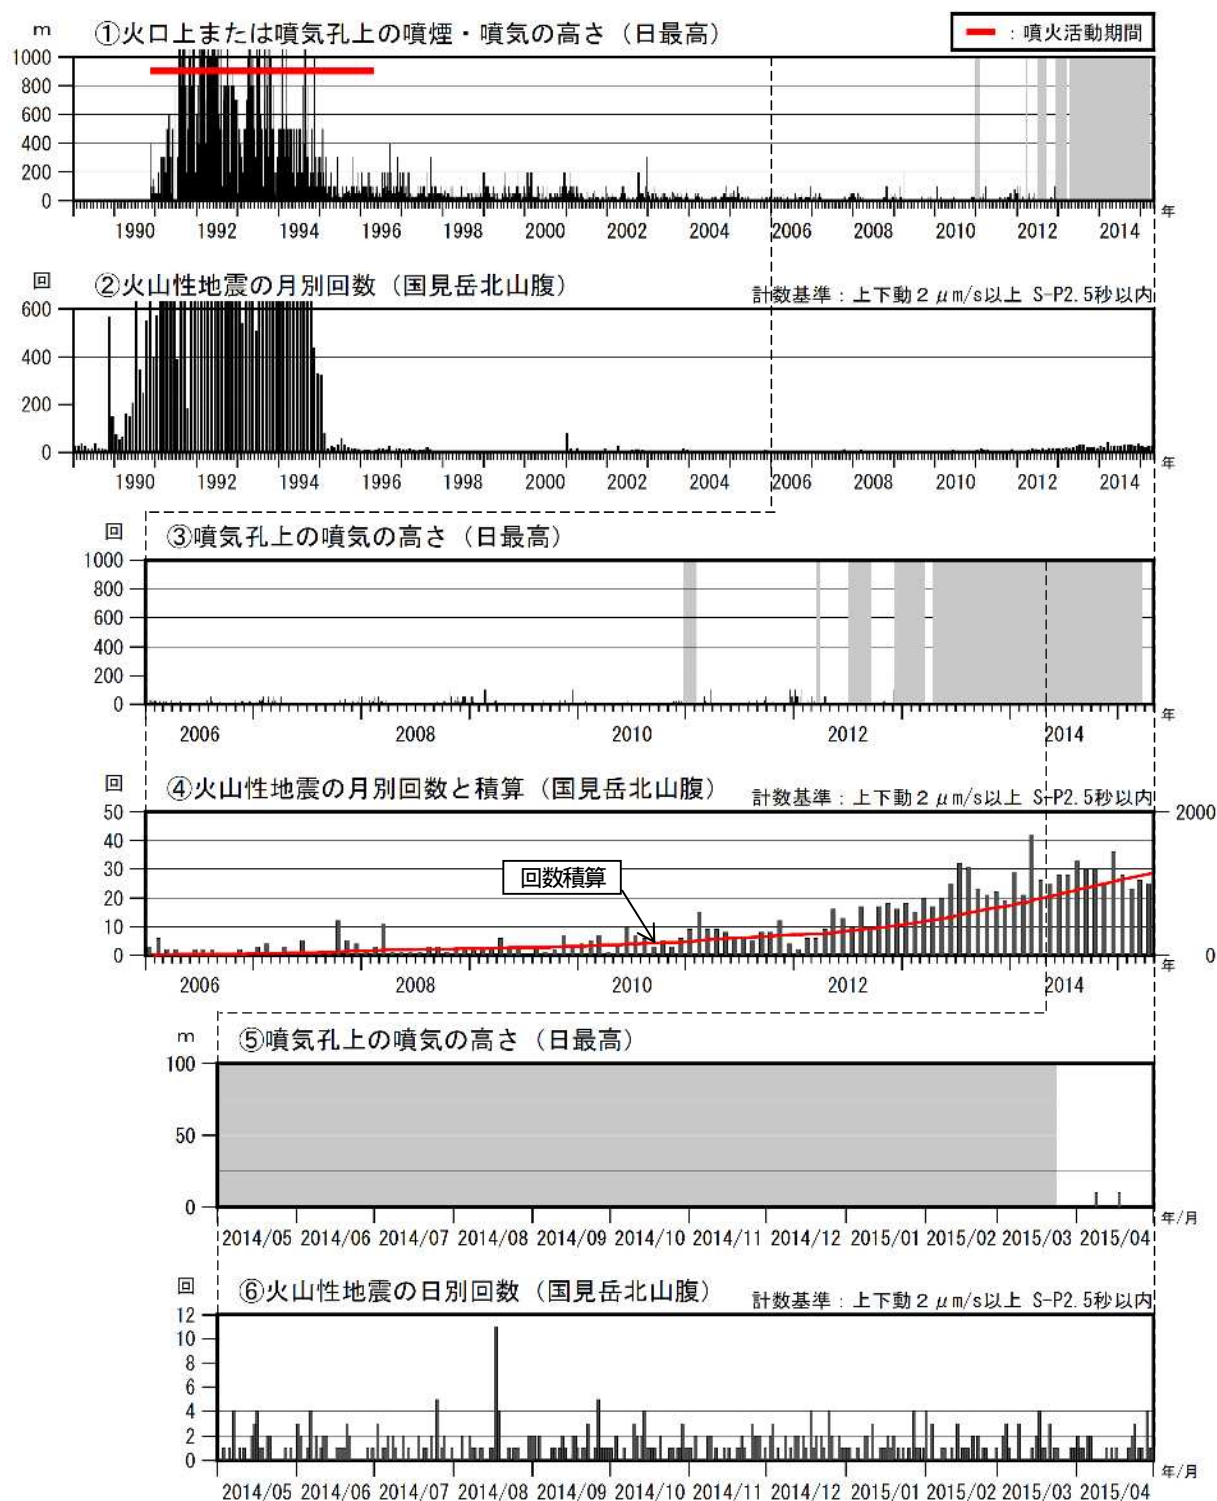 m ①火口上または噴気孔上の噴煙・噴気の高さ（日最高） ：噴火活動期間
1000
800
600
400
200
0
年
1990 1992 1994 1996 1998 2000 2002 2004 2006 2008 2010 2012 2014
回 ②火山性地震の月別回数（国見岳北山腹） 計数基準：上下動２μm/s以上 S-P2.5秒以内
600
400
200
0
年
1990 1992 1994 1996 1998 2000 2002 2004 2006 2008 2010 2012 2014
回 ③噴気孔上の噴気の高さ（日最高）
1000
800
600
400
200
0
年
2006 2008 2010 2012 2014
回 ④火山性地震の月別回数と積算（国見岳北山腹） 計数基準：上下動２μm/s以上 S-P2.5秒以内
50 2000
40
30
回数積算
20
10
0 0
年
2006 2008 2010 2012 2014
m ⑤噴気孔上の噴気の高さ（日最高）
100
50
0
年/月
2014/05 2014/06 2014/07 2014/08 2014/09 2014/10 2014/11 2014/12 2015/01 2015/02 2015/03 2015/04
回 ⑥火山性地震の日別回数（国見岳北山腹） 計数基準：上下動２μm/s以上 S-P2.5秒以内
12
10
8
6
4
2
0
年/月
2014/05 2014/06 2014/07 2014/08 2014/09 2014/10 2014/11 2014/12 2015/01 2015/02 2015/03 2015/04